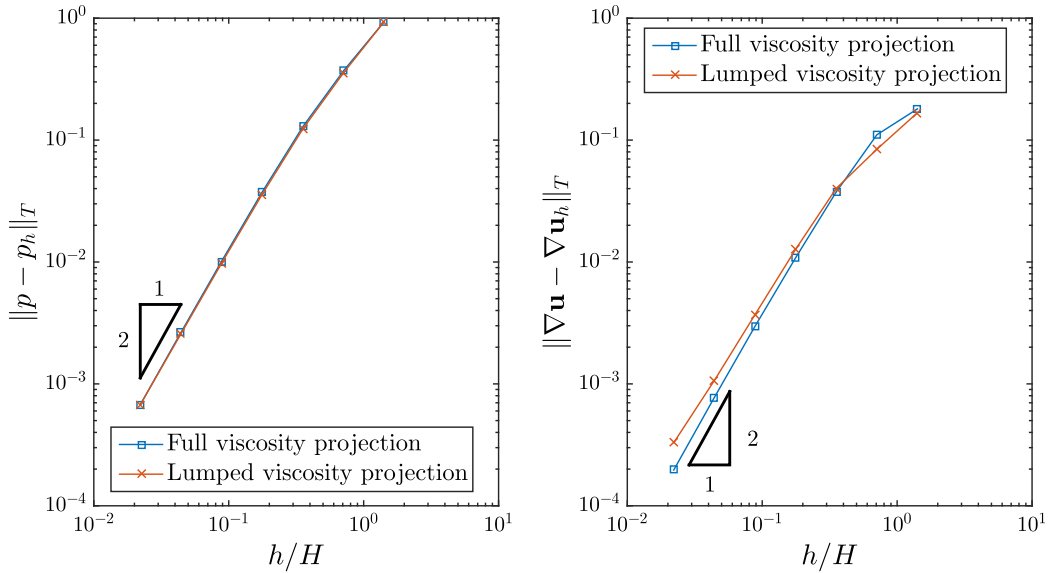 10^0
10^-1
10^-2
10^-3
10^-4
‖p − p_h‖_T
1
2
Full viscosity projection
Lumped viscosity projection
10^-2
10^-1
10^0
10^1
h/H
10^0
10^-1
10^-2
10^-3
10^-4
‖∇u − ∇u_h‖_T
Full viscosity projection
Lumped viscosity projection
2
1
10^-2
10^-1
10^0
10^1
h/H